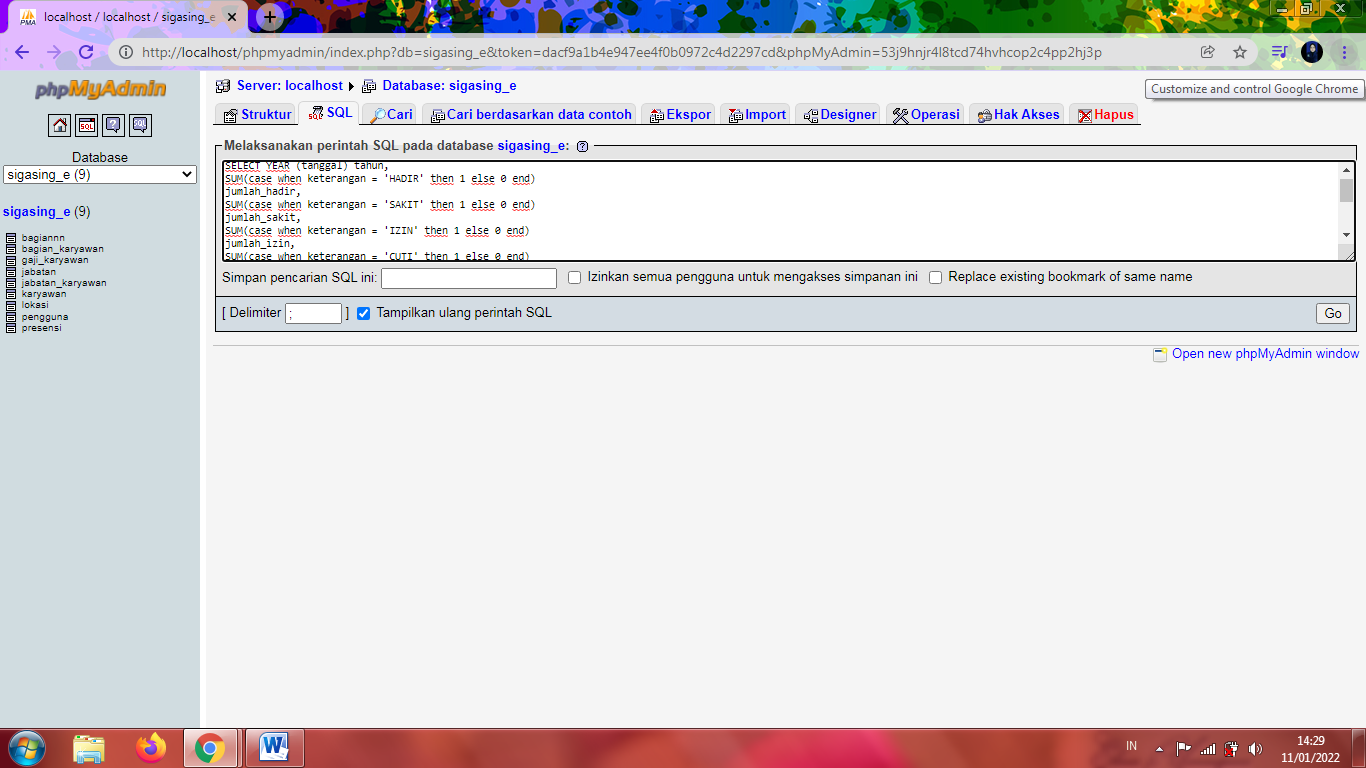 localhost / localhost / sigasing_e
http://localhost/phpmyadmin/index.php?db=sigasing_e&token=dacf9a1b4e947ee4f0b0972c4d2297cd&phpMyAdmin=53j9hnjr4l8tcd74hvhcop2c4pp2hj3p
Customize and control Google Chrome
phpMyAdmin
Database
sigasing_e (9)
sigasing_e (9)
bagiannn
bagian_karyawan
gaji_karyawan
jabatan
jabatan_karyawan
karyawan
lokasi
pengguna
presensi
Server: localhost Database: sigasing_e
Struktur SQL Cari Cari berdasarkan data contoh Ekspor Import Designer Operasi Hak Akses Hapus
Melaksanakan perintah SQL pada database sigasing_e:
SELECT YEAR (tanggal) tahun,
SUM(case when keterangan = 'HADIR' then 1 else 0 end)
jumlah_hadir,
SUM(case when keterangan = 'SAKIT' then 1 else 0 end)
jumlah_sakit,
SUM(case when keterangan = 'IZIN' then 1 else 0 end)
jumlah_izin,
SUM(case when keterangan = 'CUTI' then 1 else 0 end)
Simpan pencarian SQL ini: Izinkan semua pengguna untuk mengakses simpanan ini Replace existing bookmark of same name
[ Delimiter ; ] Tampilkan ulang perintah SQL Go
Open new phpMyAdmin window
IN
14:29
11/01/2022